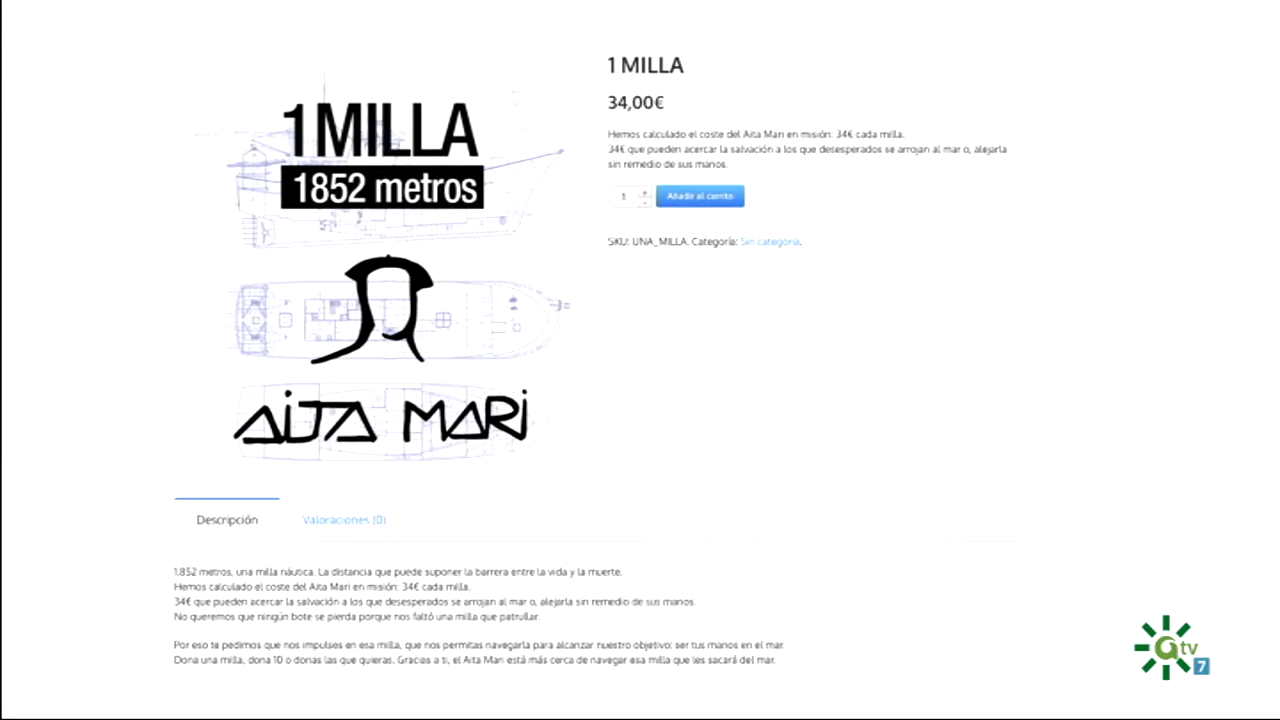 1 MILLA
1852 metros
AITA MARI
1 MILLA
34,00€
Hemos calculado el coste del Aita Mari en misión: 34€ cada milla.
34€ que pueden acercar la salvación a los que desesperados se arrojan al mar o, alejarla
sin remedio de sus manos.
1
Añadir al carrito
SKU: UNA_MILLA. Categoría: Sin categoría.
Descripción
Valoraciones (0)
1.852 metros, una milla náutica. La distancia que puede suponer la barrera entre la vida y la muerte.
Hemos calculado el coste del Aita Mari en misión: 34€ cada milla.
34€ que pueden acercar la salvación a los que desesperados se arrojan al mar o, alejarla sin remedio de sus manos.
No queremos que ningún bote se pierda porque nos faltó una milla que patrullar.
Por eso te pedimos que nos impulses en esa milla, que nos permitas navegarla para alcanzar nuestro objetivo: ser tus manos en el mar.
Dona una milla, dona 10 o donas las que quieras. Gracias a ti, el Aita Mari está más cerca de navegar esa milla que les sacará del mar.
atv
7